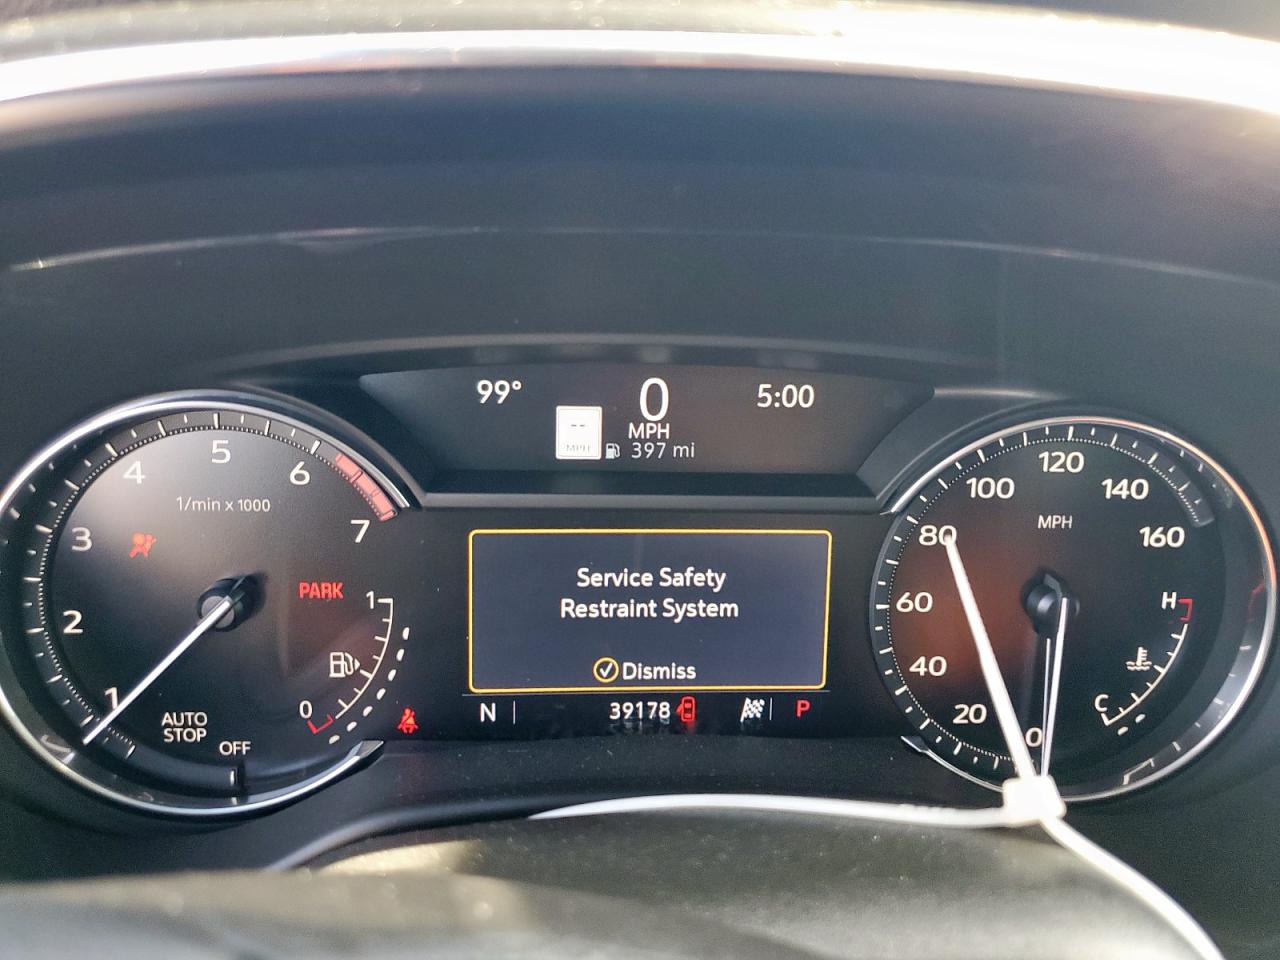 99°
0
5:00
--
MPH
MPH
397 mi
1
2
3
4
5
6
7
1/min x 1000
PARK
1
0
AUTO
STOP
OFF
Service Safety
Restraint System
Dismiss
N
39178
P
0
20
40
60
80
100
120
140
160
MPH
H
C